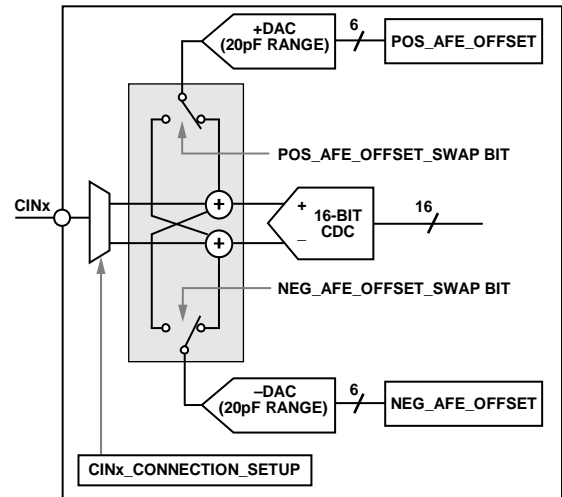 +DAC
(20pF RANGE)
6
POS_AFE_OFFSET
POS_AFE_OFFSET_SWAP BIT
CINx
+
+
–
16-BIT
CDC
16
+
NEG_AFE_OFFSET_SWAP BIT
–DAC
(20pF RANGE)
6
NEG_AFE_OFFSET
CINx_CONNECTION_SETUP